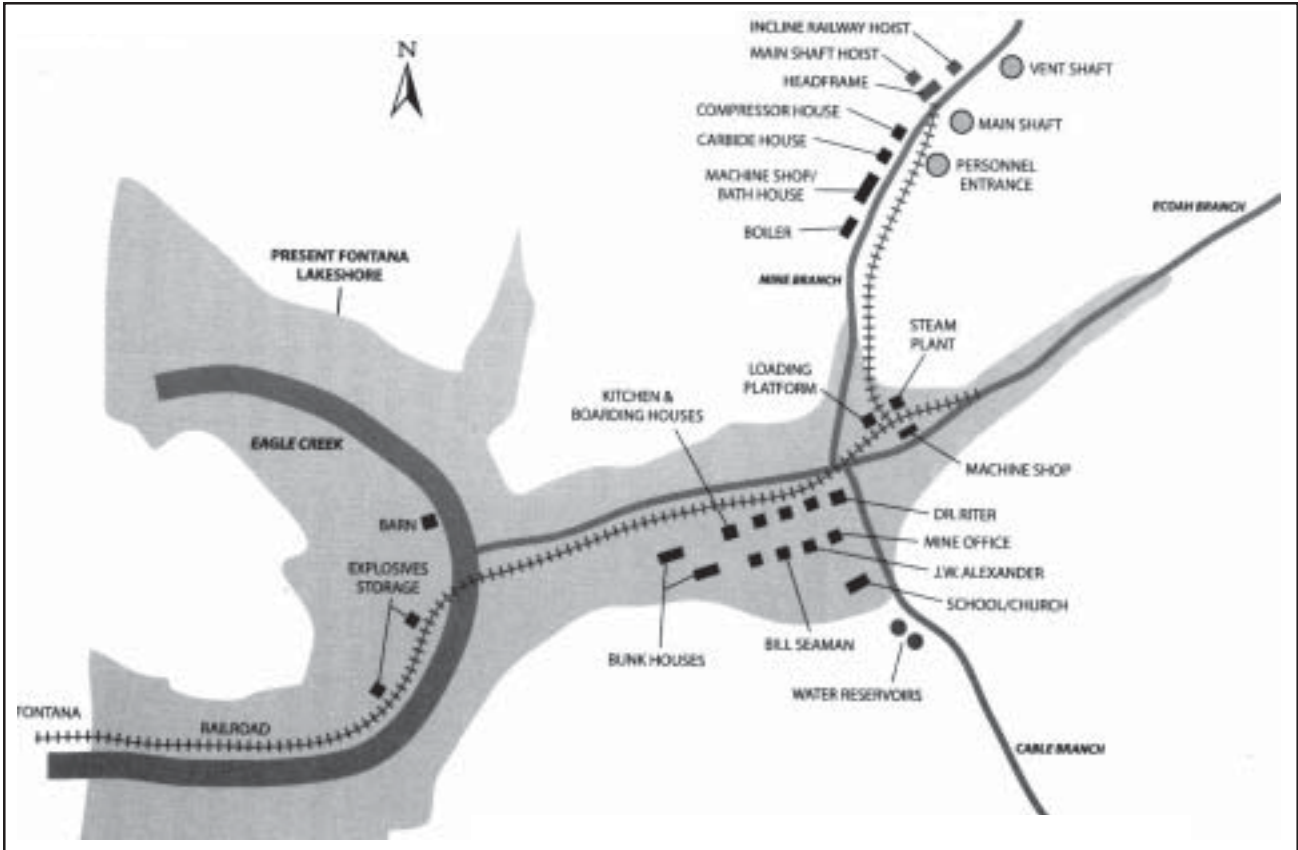 INCLINE RAILWAY HOIST
MAIN SHAFT HOIST
HEADFRAME
VENT SHAFT
N
COMPRESSOR HOUSE
MAIN SHAFT
CARBIDE HOUSE
PERSONNEL
ENTRANCE
MACHINE SHOP/
BATH HOUSE
ECOAH BRANCH
BOILER
PRESENT FONTANA
LAKESHORE
MINE BRANCH
STEAM
PLANT
LOADING
PLATFORM
KITCHEN &
BOARDING HOUSES
EAGLE CREEK
MACHINE SHOP
BARN
DR. RITER
MINE OFFICE
EXPLOSIVES
STORAGE
J.W. ALEXANDER
SCHOOL/CHURCH
BUNK HOUSES
BILL SEAMAN
WATER RESERVOIRS
FONTANA
RAILROAD
CABLE BRANCH